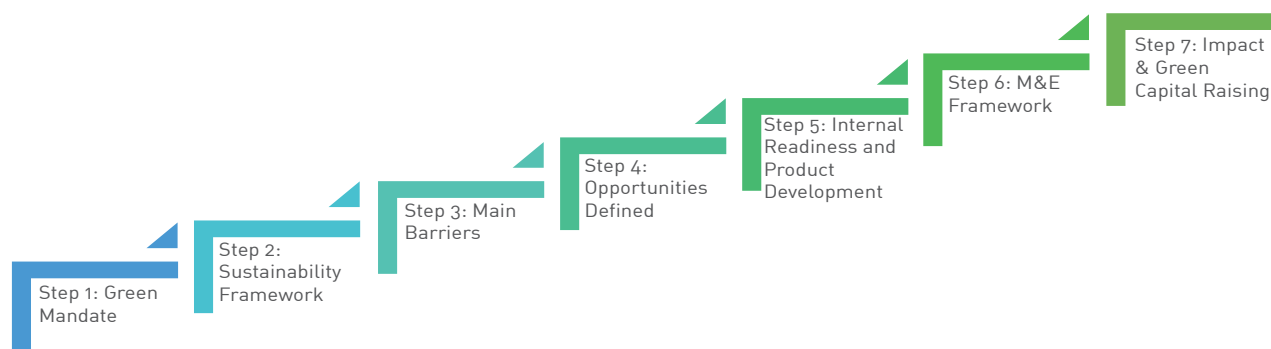 Step 1: Green
Mandate
Step 2:
Sustainability
Framework
Step 3: Main
Barriers
Step 4:
Opportunities
Defined
Step 5: Internal
Readiness and
Product
Development
Step 6: M&E
Framework
Step 7: Impact
& Green
Capital Raising